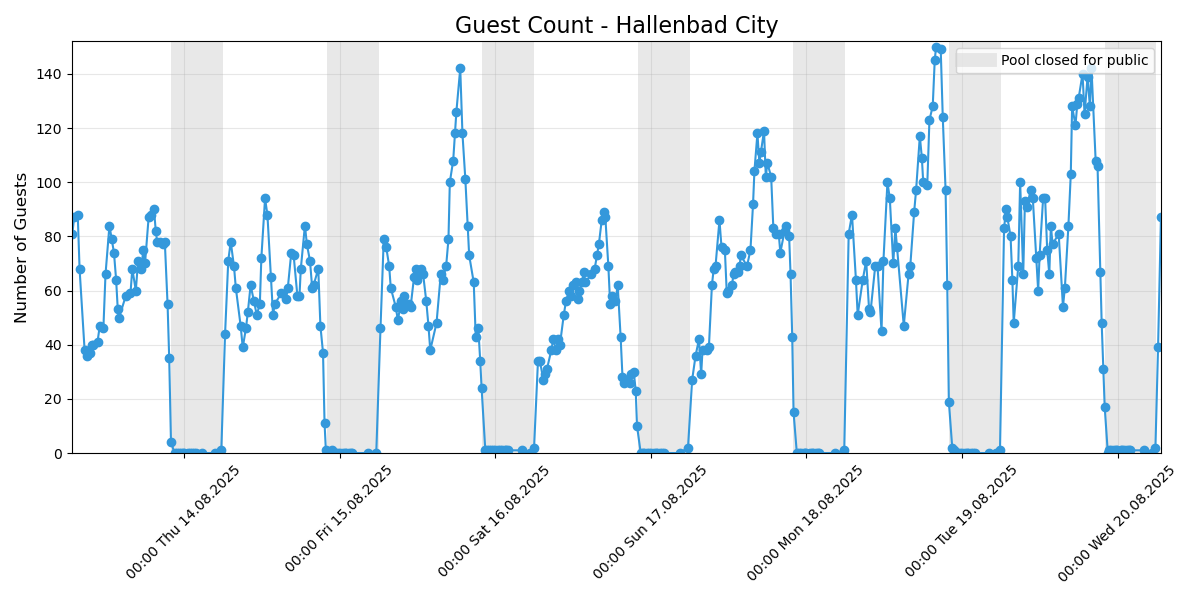 Guest Count - Hallenbad City
Pool closed for public
Number of Guests
140
120
100
80
60
40
20
0
00:00 Thu 14.08.2025
00:00 Fri 15.08.2025
00:00 Sat 16.08.2025
00:00 Sun 17.08.2025
00:00 Mon 18.08.2025
00:00 Tue 19.08.2025
00:00 Wed 20.08.2025